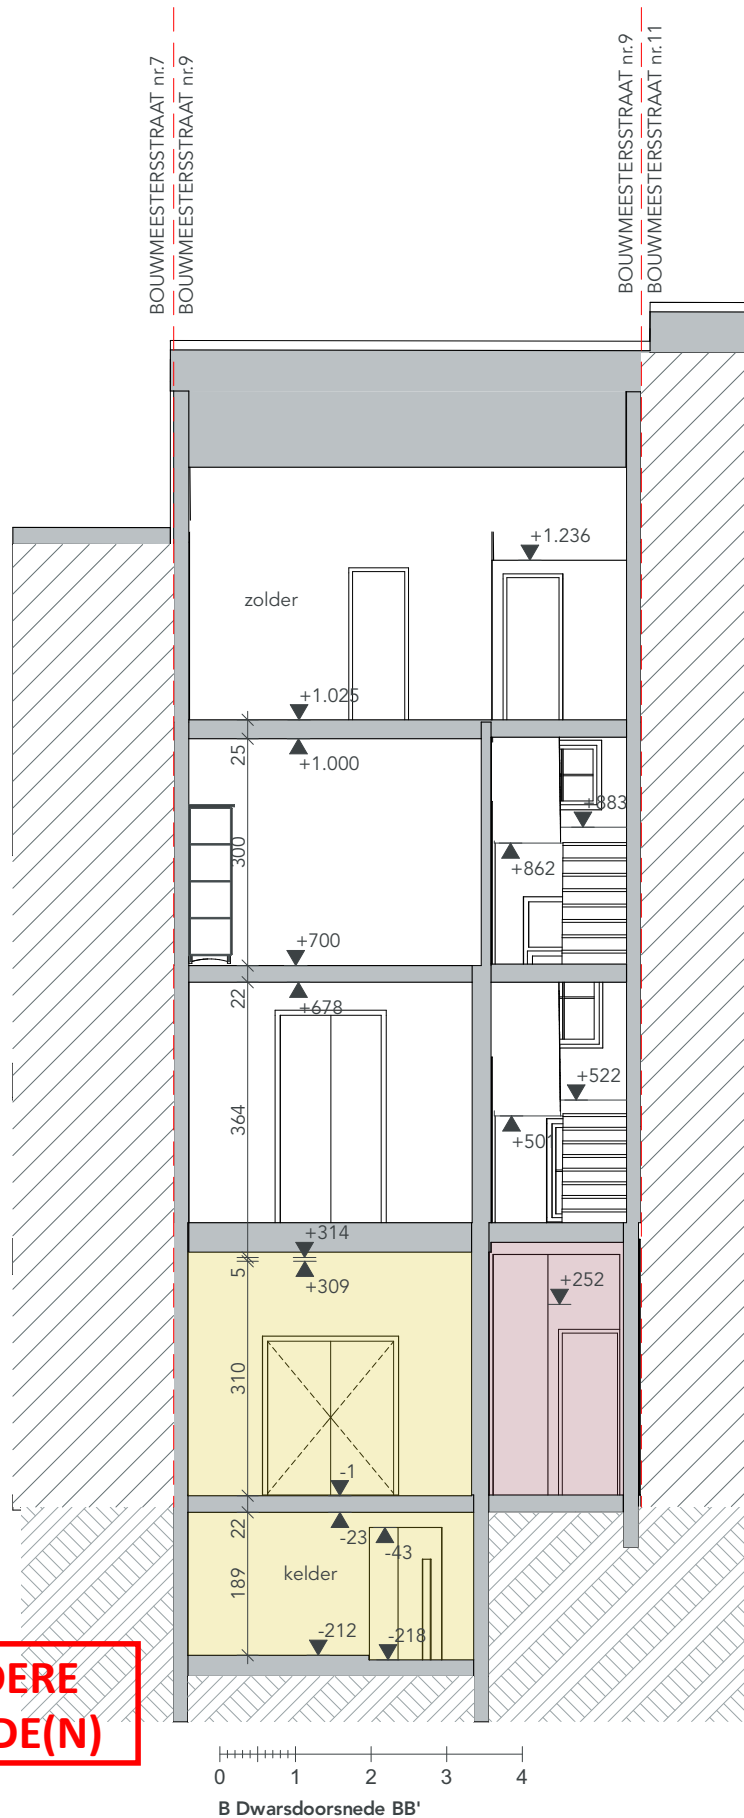 BOUWMEESTERSSTRAAT nr.7
BOUWMEESTERSSTRAAT nr.9
BOUWMEESTERSSTRAAT nr.9
BOUWMEESTERSSTRAAT nr.11
+1.236
zolder
+1.025
25
+1.000
+883
300
+862
+700
22
+678
+522
364
+501
+314
5
+309
+252
310
-1
22
-23
-43
kelder
189
-212
-218
DERE
DE(N)
0 1 2 3 4
B Dwarsdoorsnede BB'